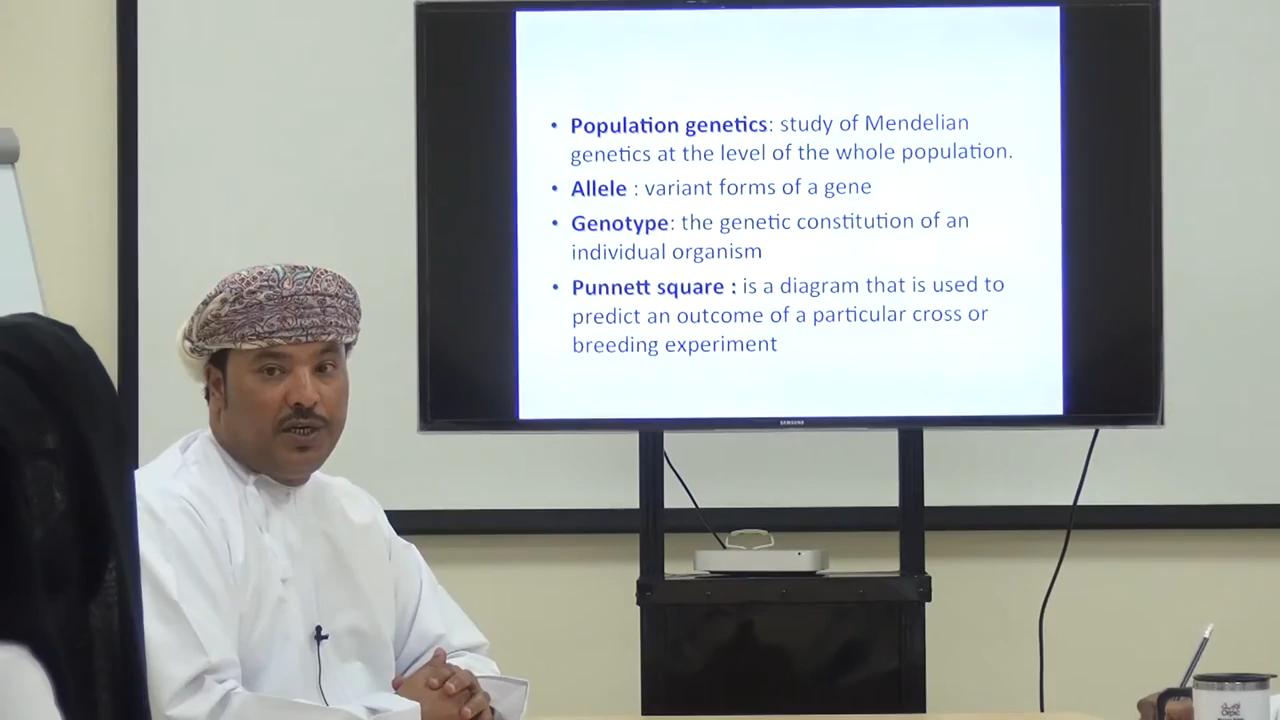 • Population genetics: study of Mendelian
genetics at the level of the whole population.
• Allele : variant forms of a gene
• Genotype: the genetic constitution of an
individual organism
• Punnett square : is a diagram that is used to
predict an outcome of a particular cross or
breeding experiment
SAMSUNG